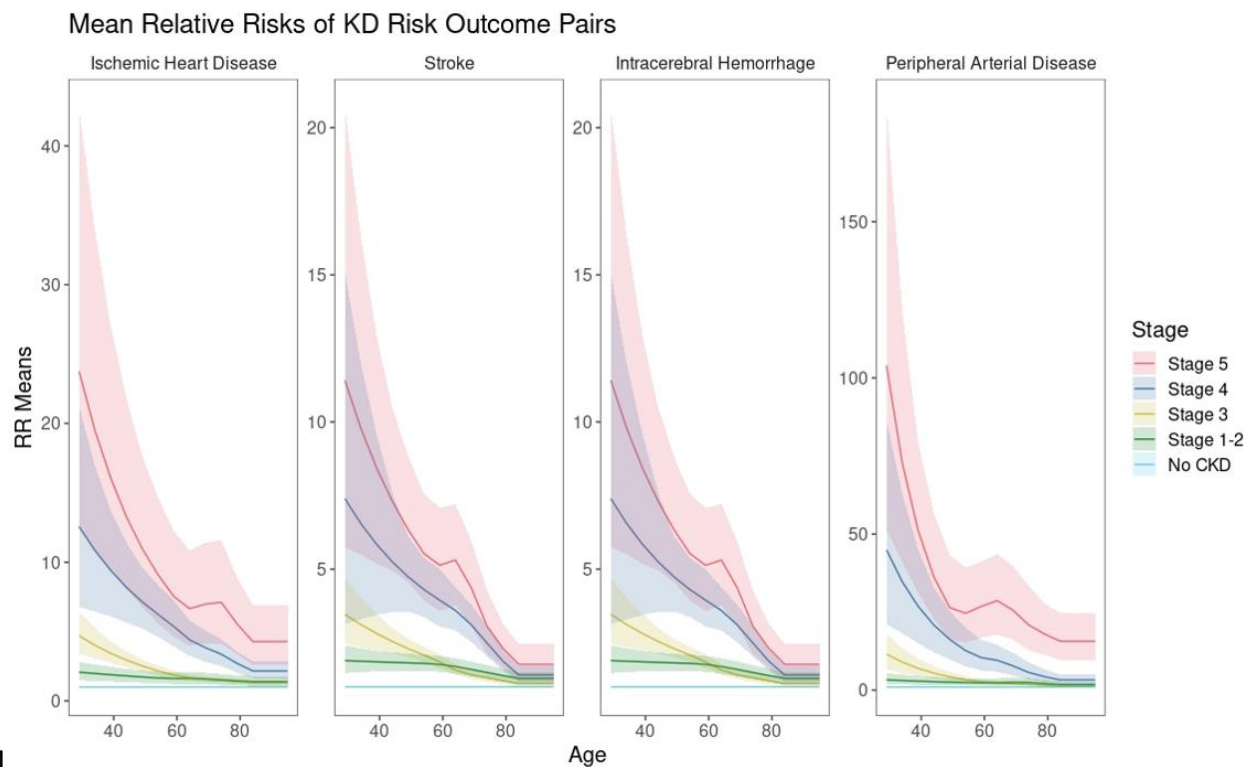 Mean Relative Risks of KD Risk Outcome Pairs
Ischemic Heart Disease
Stroke
Intracerebral Hemorrhage
Peripheral Arterial Disease
RR Means
40
30
20
10
0
20
15
10
5
20
15
10
5
150
100
50
0
40 60 80
40 60 80
40 60 80
40 60 80
Age
Stage
Stage 5
Stage 4
Stage 3
Stage 1-2
No CKD